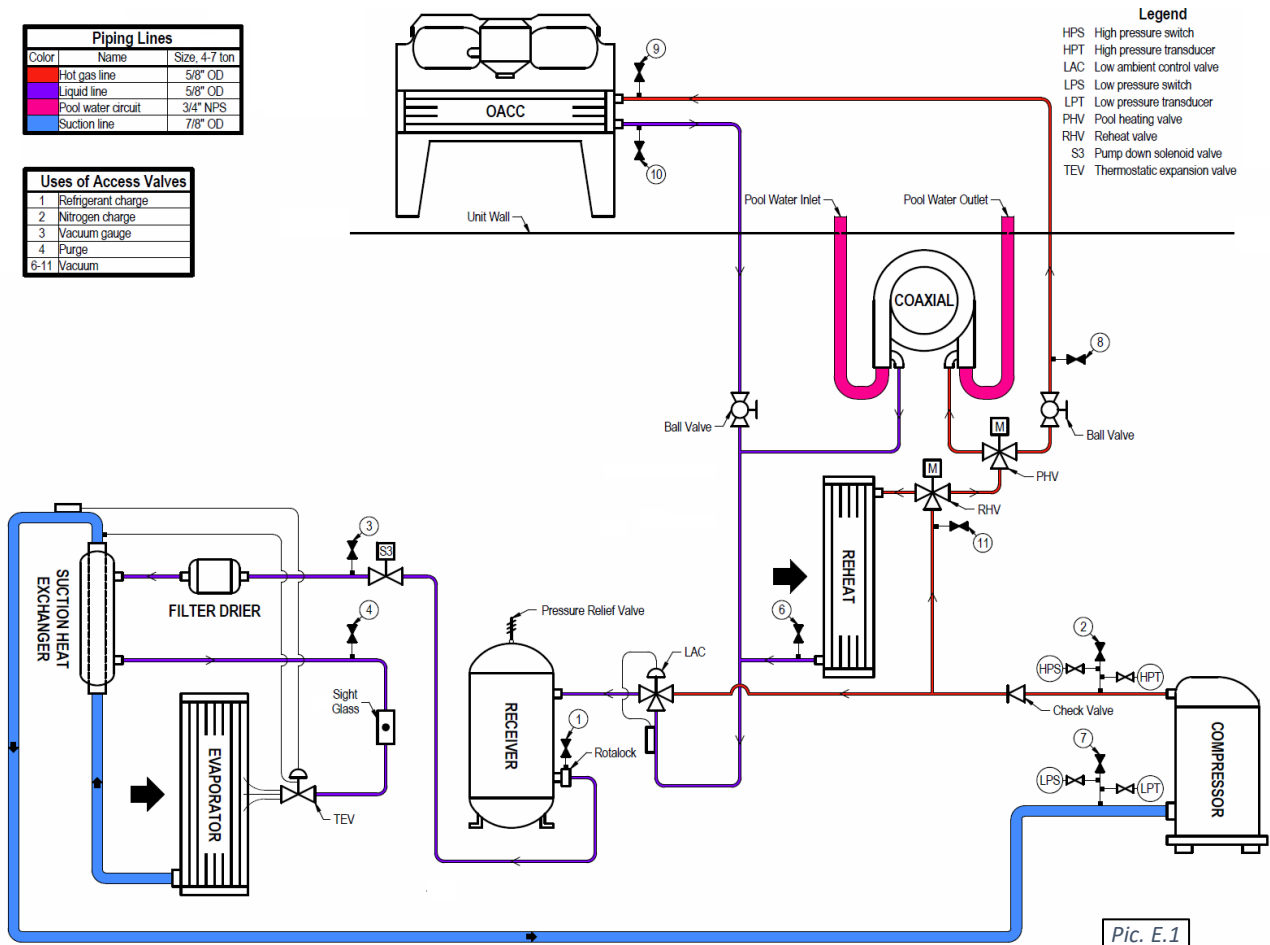 Piping Lines
Color Name Size, 4-7 ton
Hot gas line 5/8" OD
Liquid line 5/8" OD
Pool water circuit 3/4" NPS
Suction line 7/8" OD
Uses of Access Valves
1 Refrigerant charge
2 Nitrogen charge
3 Vacuum gauge
4 Purge
6-11 Vacuum
Legend
HPS High pressure switch
HPT High pressure transducer
LAC Low ambient control valve
LPS Low pressure switch
LPT Low pressure transducer
PHV Pool heating valve
RHV Reheat valve
S3 Pump down solenoid valve
TEV Thermostatic expansion valve
9
OACC
10
Pool Water Inlet
Pool Water Outlet
Unit Wall
COAXIAL
8
Ball Valve
Ball Valve
M
PHV
M
RHV
11
REHEAT
3
S3
SUCTION HEAT
EXCHANGER
FILTER DRIER
4
Pressure Relief Valve
6
LAC
2
HPS
HPT
Check Valve
Sight
Glass
RECEIVER
1
Rotalock
7
LPS
LPT
COMPRESSOR
EVAPORATOR
TEV
Pic. E.1